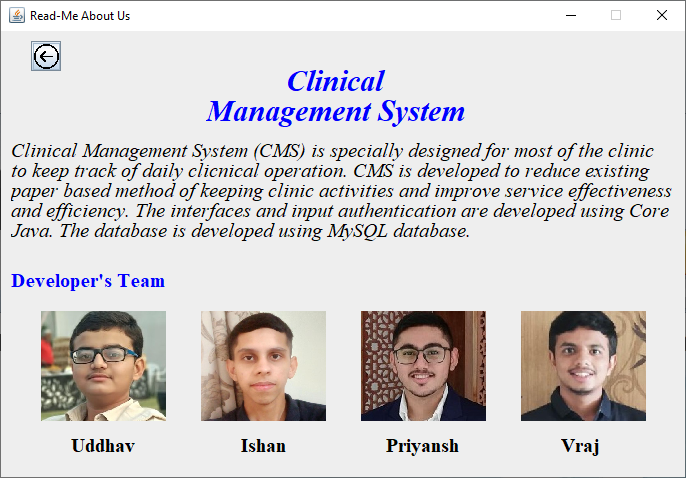 Read-Me About Us
Clinical
Management System
Clinical Management System (CMS) is specially designed for most of the clinic
to keep track of daily clicnical operation. CMS is developed to reduce existing
paper based method of keeping clinic activities and improve service effectiveness
and efficiency. The interfaces and input authentication are developed using Core
Java. The database is developed using MySQL database.
Developer's Team
Uddhav Ishan Priyansh Vraj